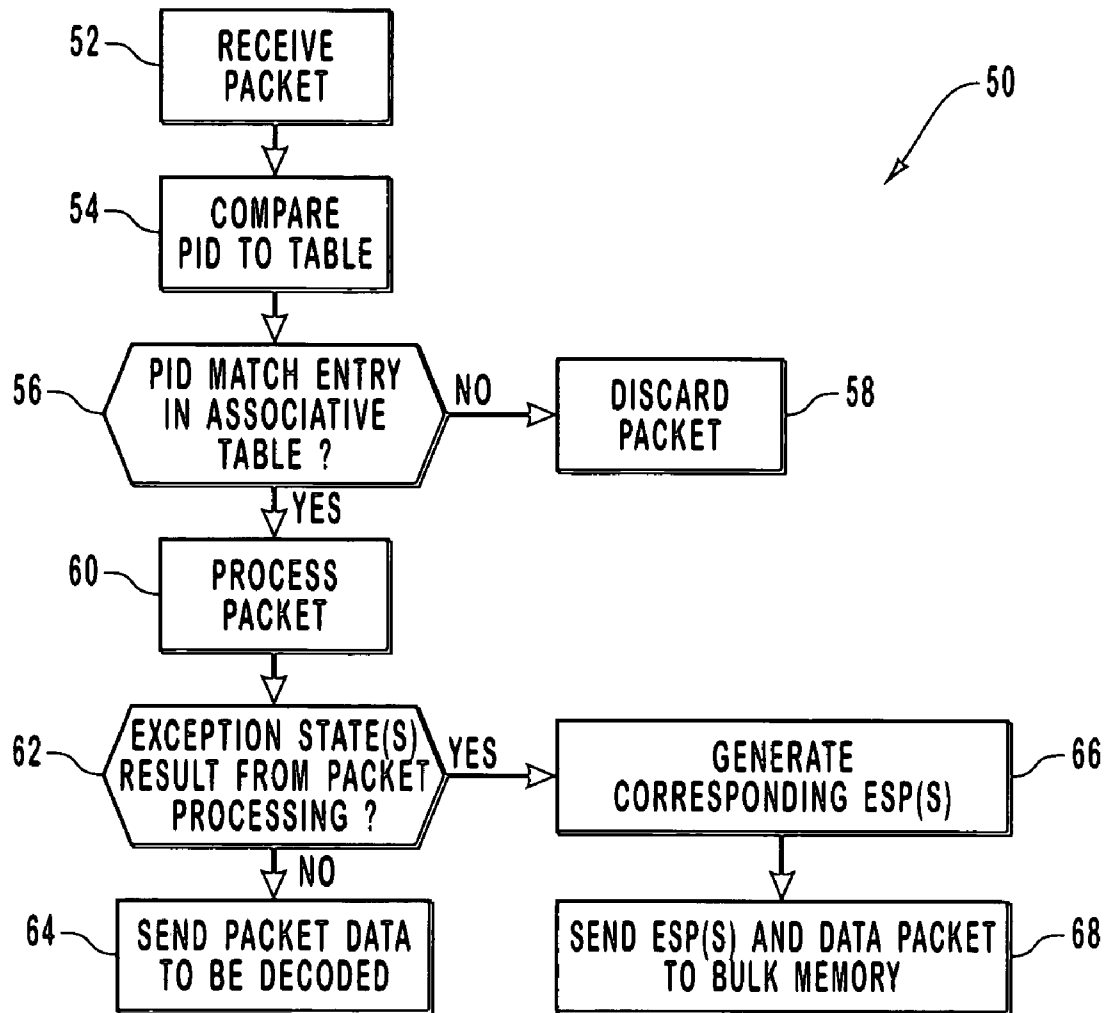 52
RECEIVE
PACKET
50
54
COMPARE
PID TO TABLE
56
PID MATCH ENTRY
IN ASSOCIATIVE
TABLE ?
NO
DISCARD
PACKET
58
YES
60
PROCESS
PACKET
62
EXCEPTION STATE(S)
RESULT FROM PACKET
PROCESSING ?
YES
GENERATE
CORRESPONDING ESP(S)
66
NO
64
SEND PACKET DATA
TO BE DECODED
SEND ESP(S) AND DATA PACKET
TO BULK MEMORY
68